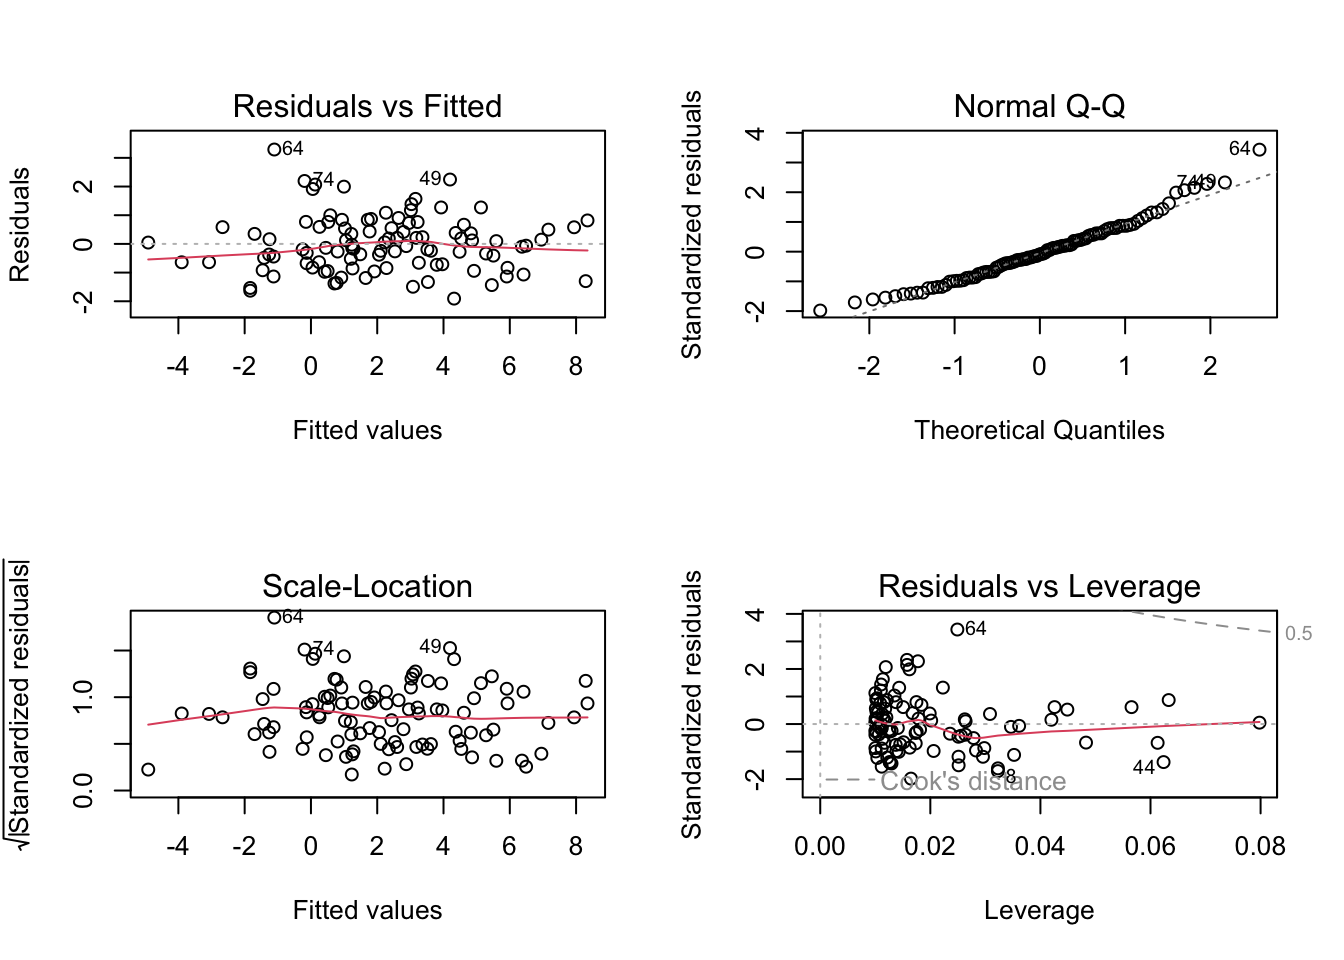 Residuals vs Fitted
Residuals
2
0
-2
64
74
49
-4 -2 0 2 4 6 8
Fitted values
Normal Q-Q
Standardized residuals
4
2
0
-2
64
74
49
-2 -1 0 1 2
Theoretical Quantiles
Scale-Location
√|Standardized residuals|
1.0
0.0
64
74
49
-4 -2 0 2 4 6 8
Fitted values
Residuals vs Leverage
Standardized residuals
4
2
0
-2
64
0.5
44
8
Cook's distance
0.00 0.02 0.04 0.06 0.08
Leverage